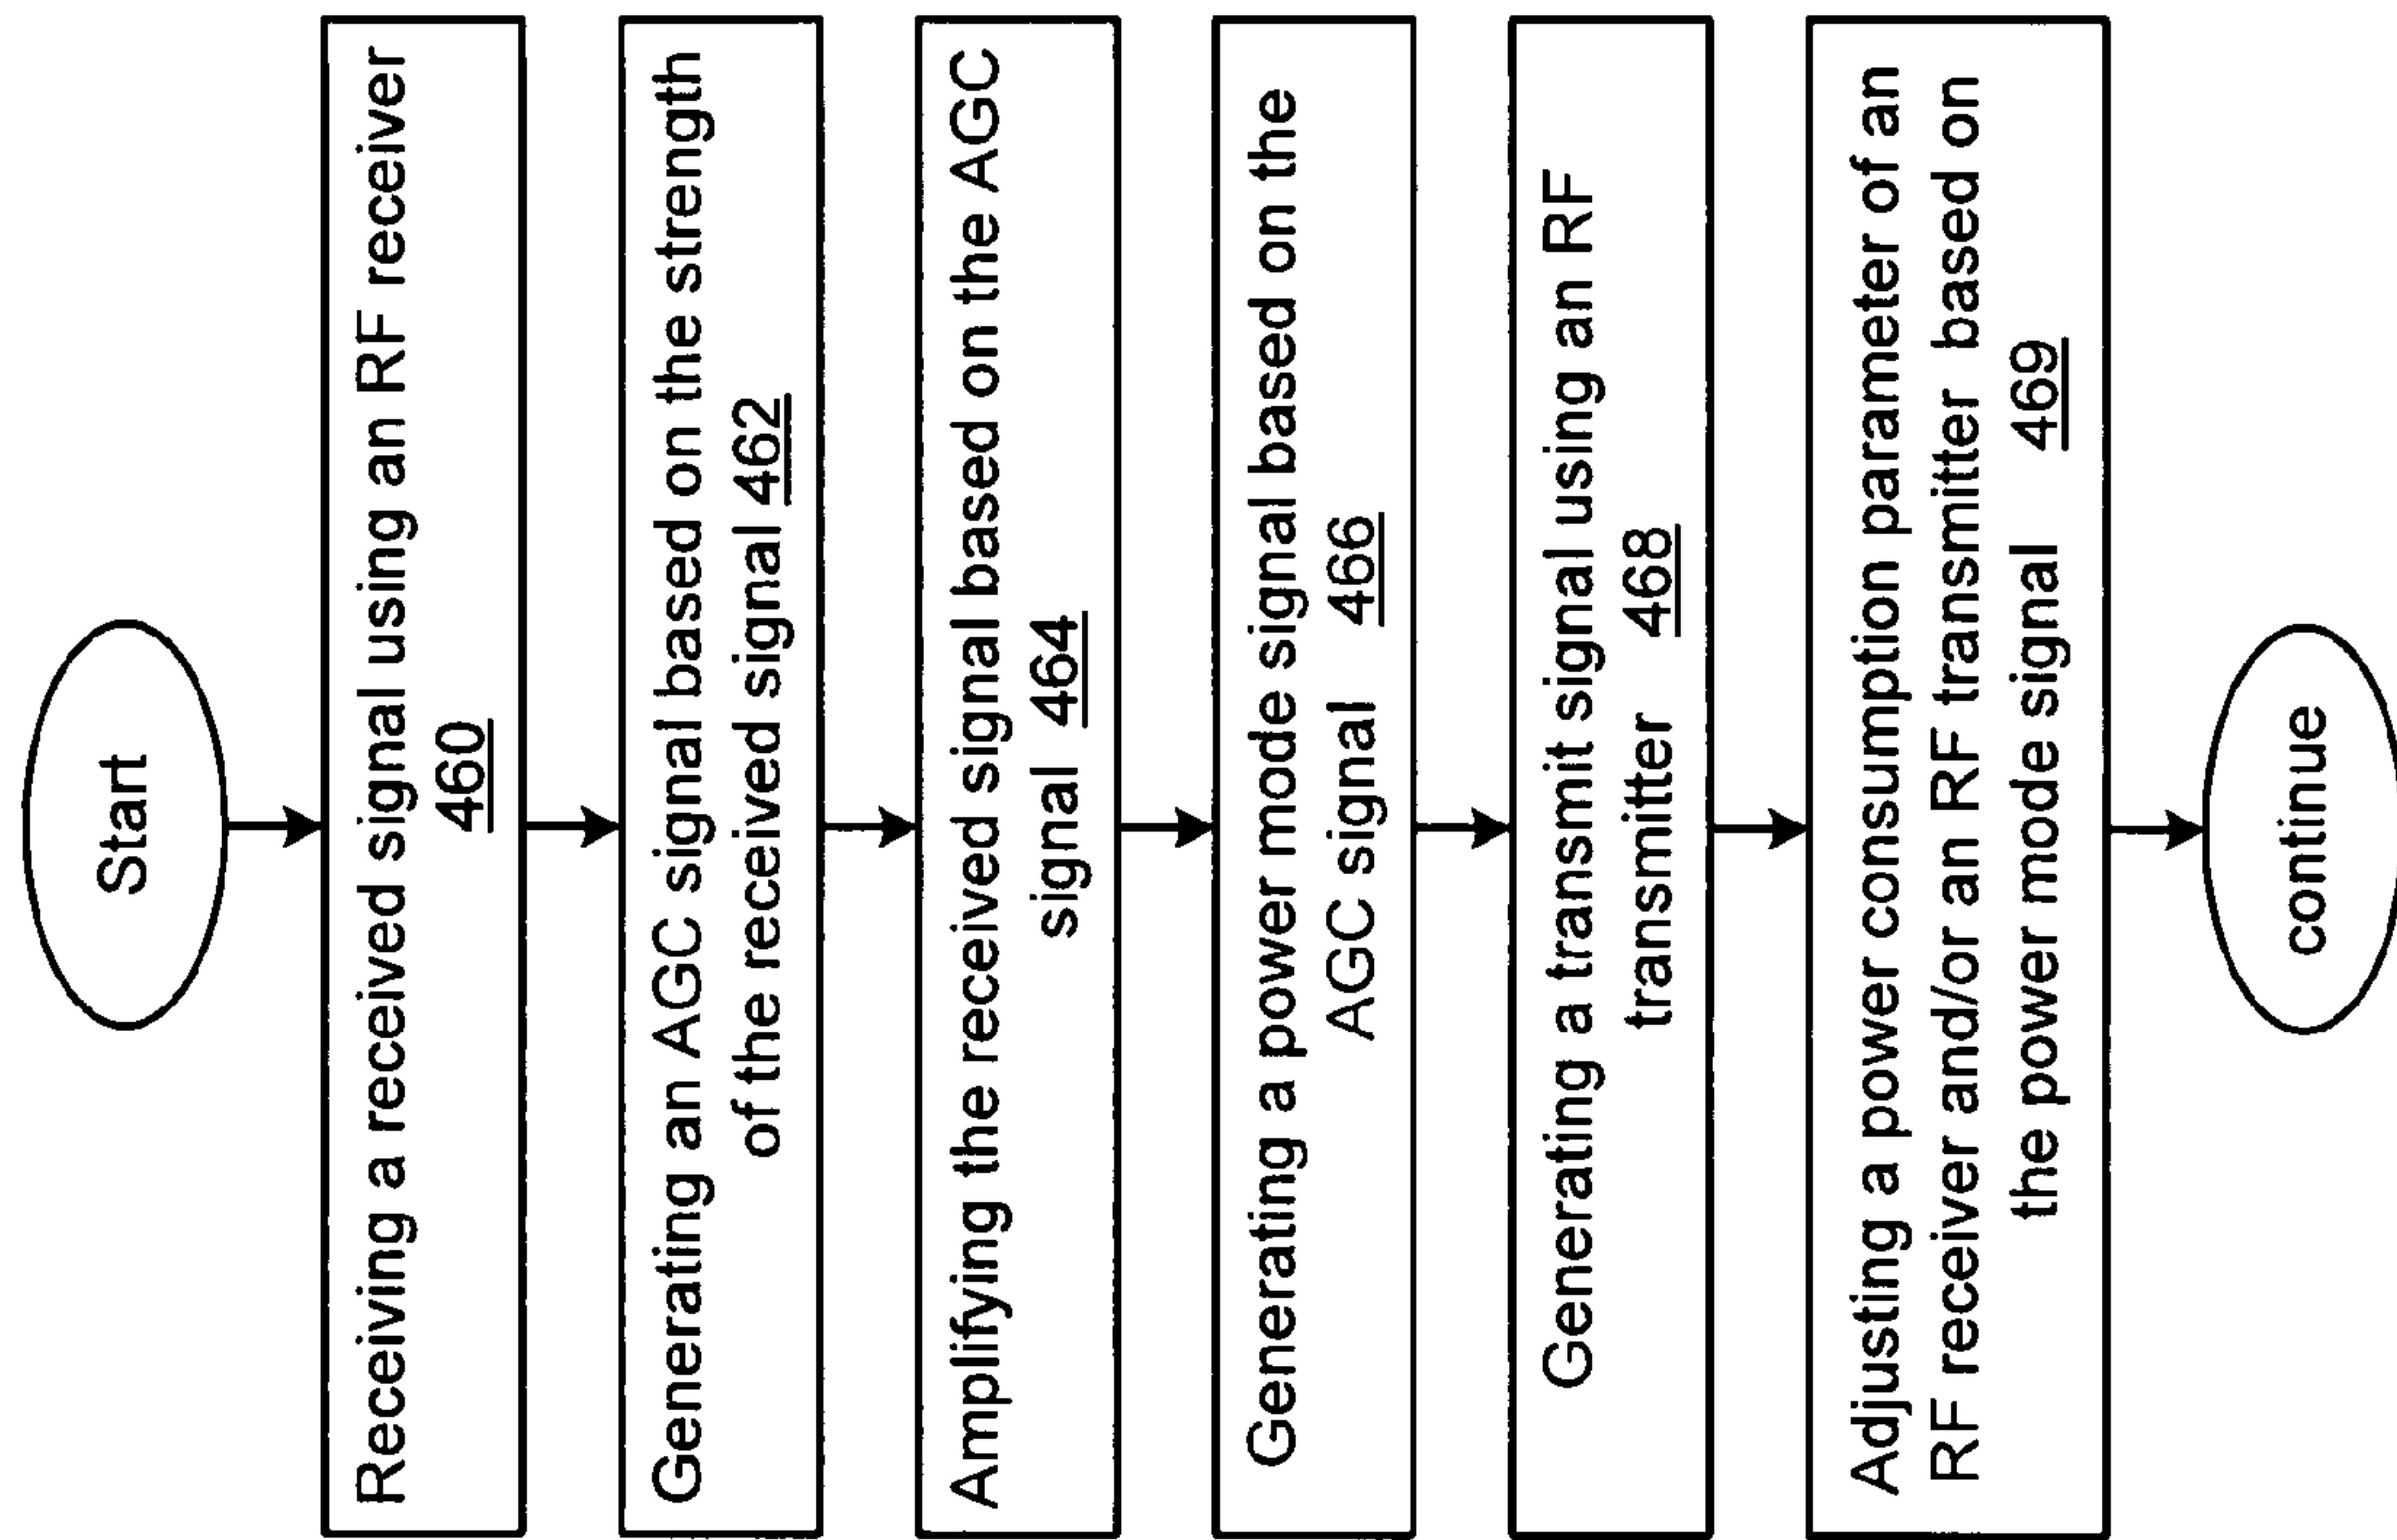 Start
Receiving a received signal using an RF receiver
460
Generating an AGC signal based on the strength
of the received signal 462
Amplifying the received signal based on the AGC
signal 464
Generating a power mode signal based on the
AGC signal 466
Generating a transmit signal using an RF
transmitter 468
Adjusting a power consumption parameter of an
RF receiver and/or an RF transmitter based on
the power mode signal 469
continue